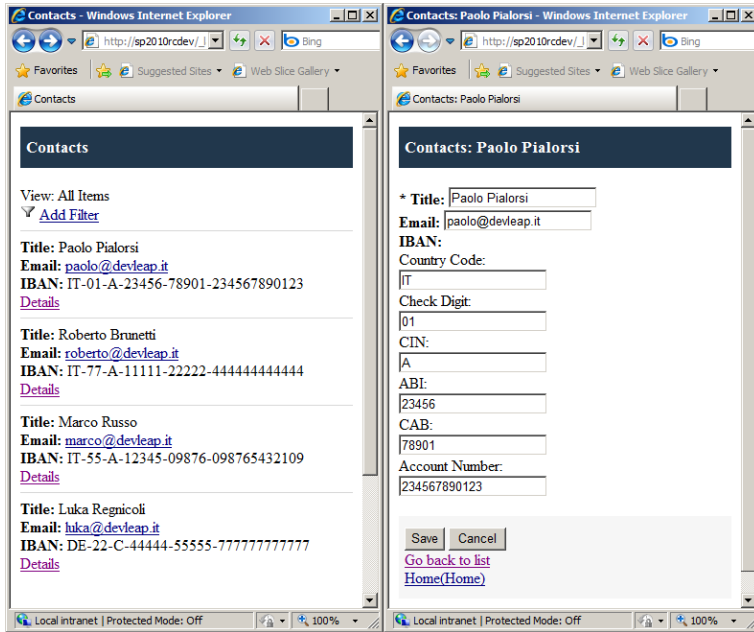 Contacts - Windows Internet Explorer
http://sp2010rcdev/_l
Bing
Favorites
Suggested Sites
Web Slice Gallery
Contacts
Contacts
View: All Items
Add Filter
Title: Paolo Pialorsi
Email: paolo@devleap.it
IBAN: IT-01-A-23456-78901-234567890123
Details
Title: Roberto Brunetti
Email: roberto@devleap.it
IBAN: IT-77-A-11111-22222-444444444444
Details
Title: Marco Russo
Email: marco@devleap.it
IBAN: IT-55-A-12345-09876-098765432109
Details
Title: Luka Regnicoli
Email: luka@devleap.it
IBAN: DE-22-C-44444-55555-777777777777
Details
Local intranet | Protected Mode: Off
100%
Contacts: Paolo Pialorsi - Windows Internet Explorer
http://sp2010rcdev/_l
Bing
Favorites
Suggested Sites
Web Slice Gallery
Contacts: Paolo Pialorsi
Contacts: Paolo Pialorsi
* Title: Paolo Pialorsi
Email: paolo@devleap.it
IBAN:
Country Code:
IT
Check Digit:
01
CIN:
A
ABI:
23456
CAB:
78901
Account Number:
234567890123
Save Cancel
Go back to list
Home(Home)
Local intranet | Protected Mode: Off
100%